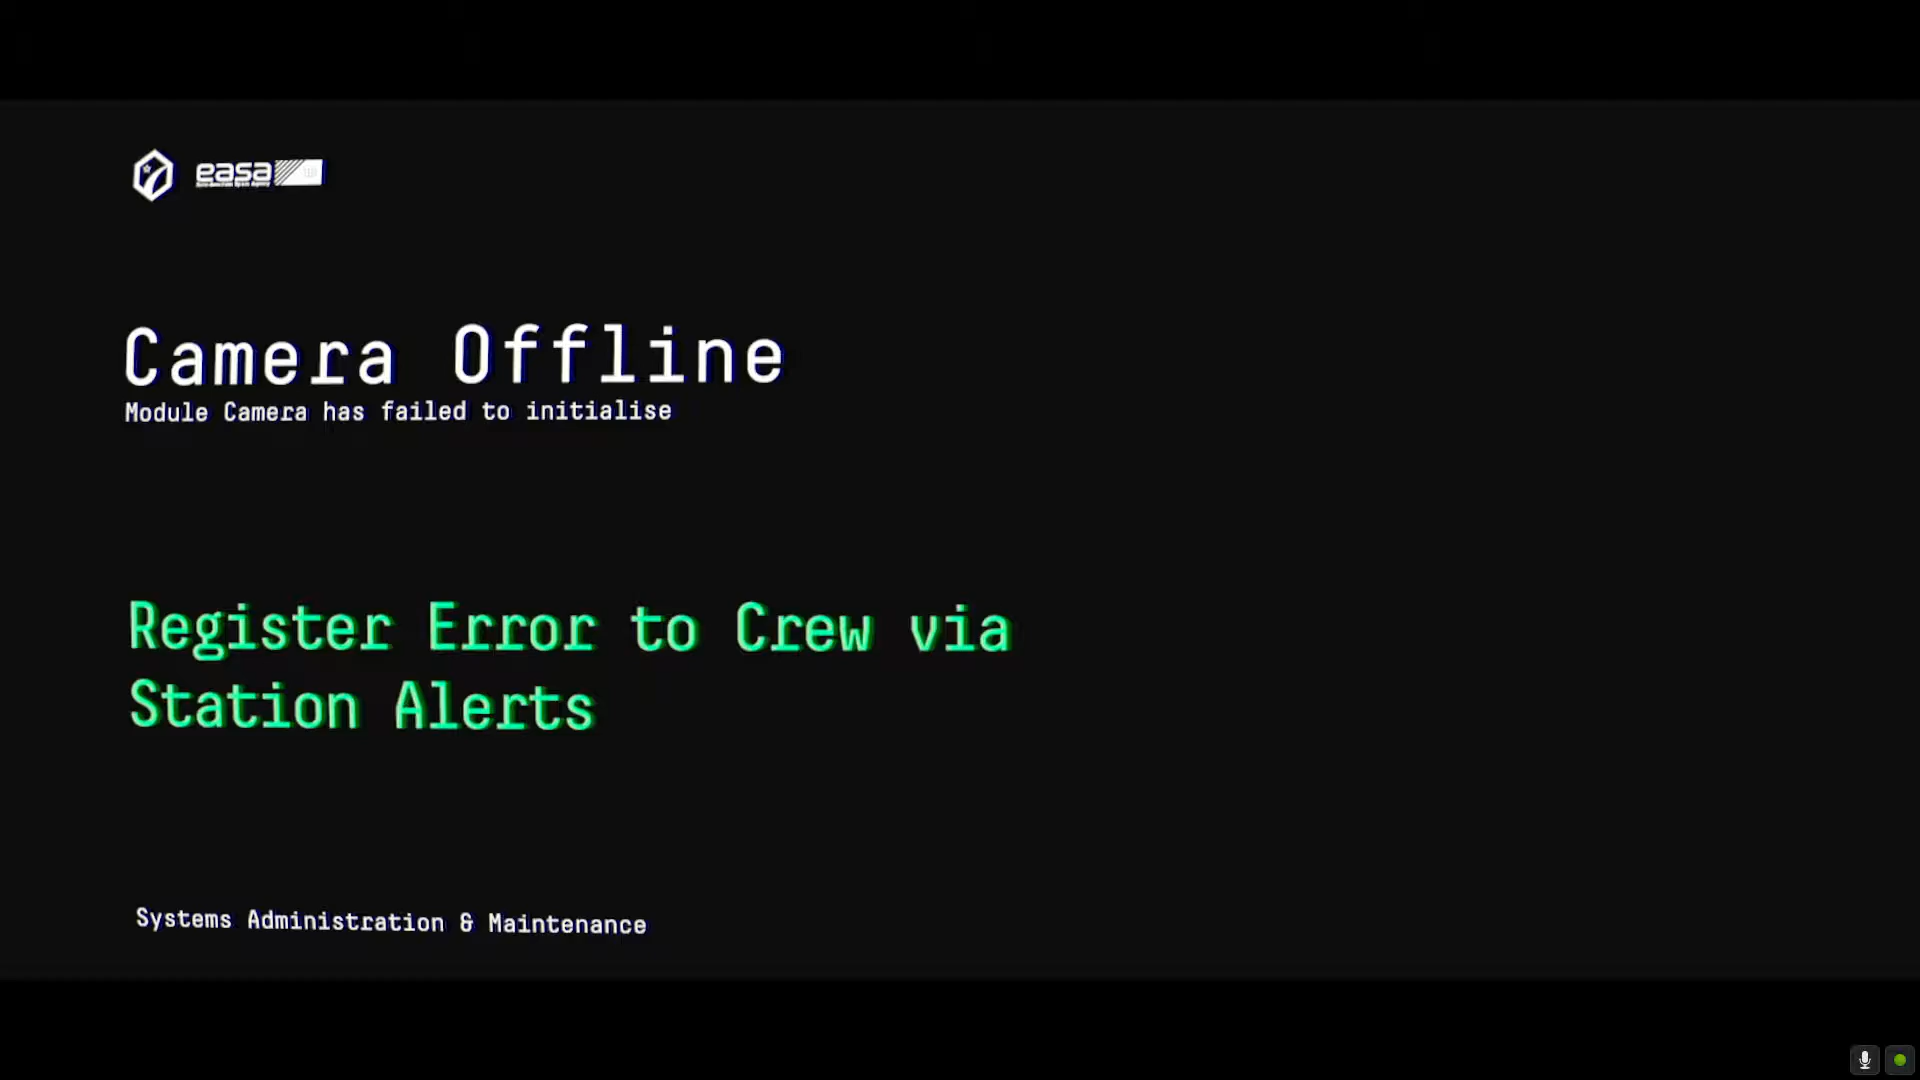 easa
Camera Offline
Module Camera has failed to initialise
Register Error to Crew via
Station Alerts
Systems Administration & Maintenance